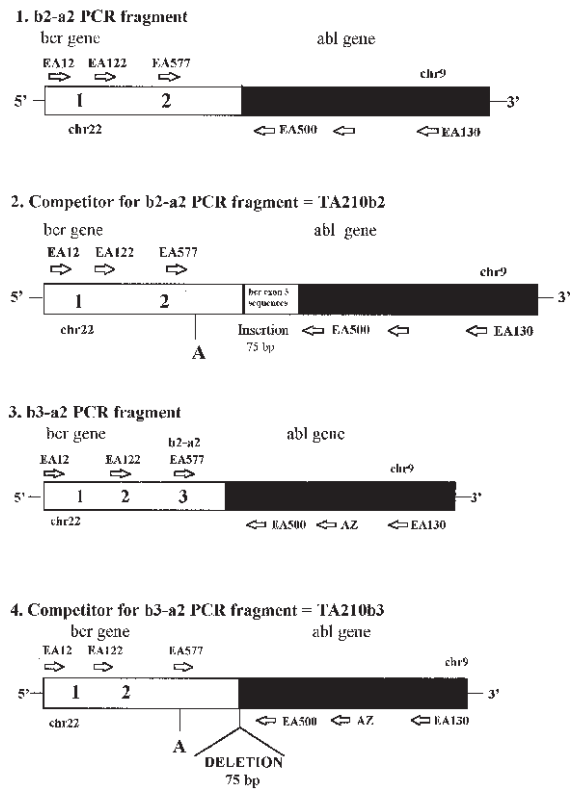 1. b2-a2 PCR fragment
bcr gene abl gene
EA12 EA122 EA577 chr9
5' 1 2 3'
chr22 EA500 EA130
2. Competitor for b2-a2 PCR fragment = TA210b2
bcr gene abl gene
EA12 EA122 EA577 chr9
5' 1 2 bcr exon 3 3'
sequences
chr22 Insertion EA500 EA130
A 75 bp
3. b3-a2 PCR fragment
bcr gene abl gene
b2-a2
EA12 EA122 EA577 chr9
5' 1 2 3 3'
chr22 EA500 AZ EA130
4. Competitor for b3-a2 PCR fragment = TA210b3
bcr gene abl gene
EA12 EA122 EA577 chr9
5' 1 2 3'
chr22 EA500 AZ EA130
A
DELETION
75 bp